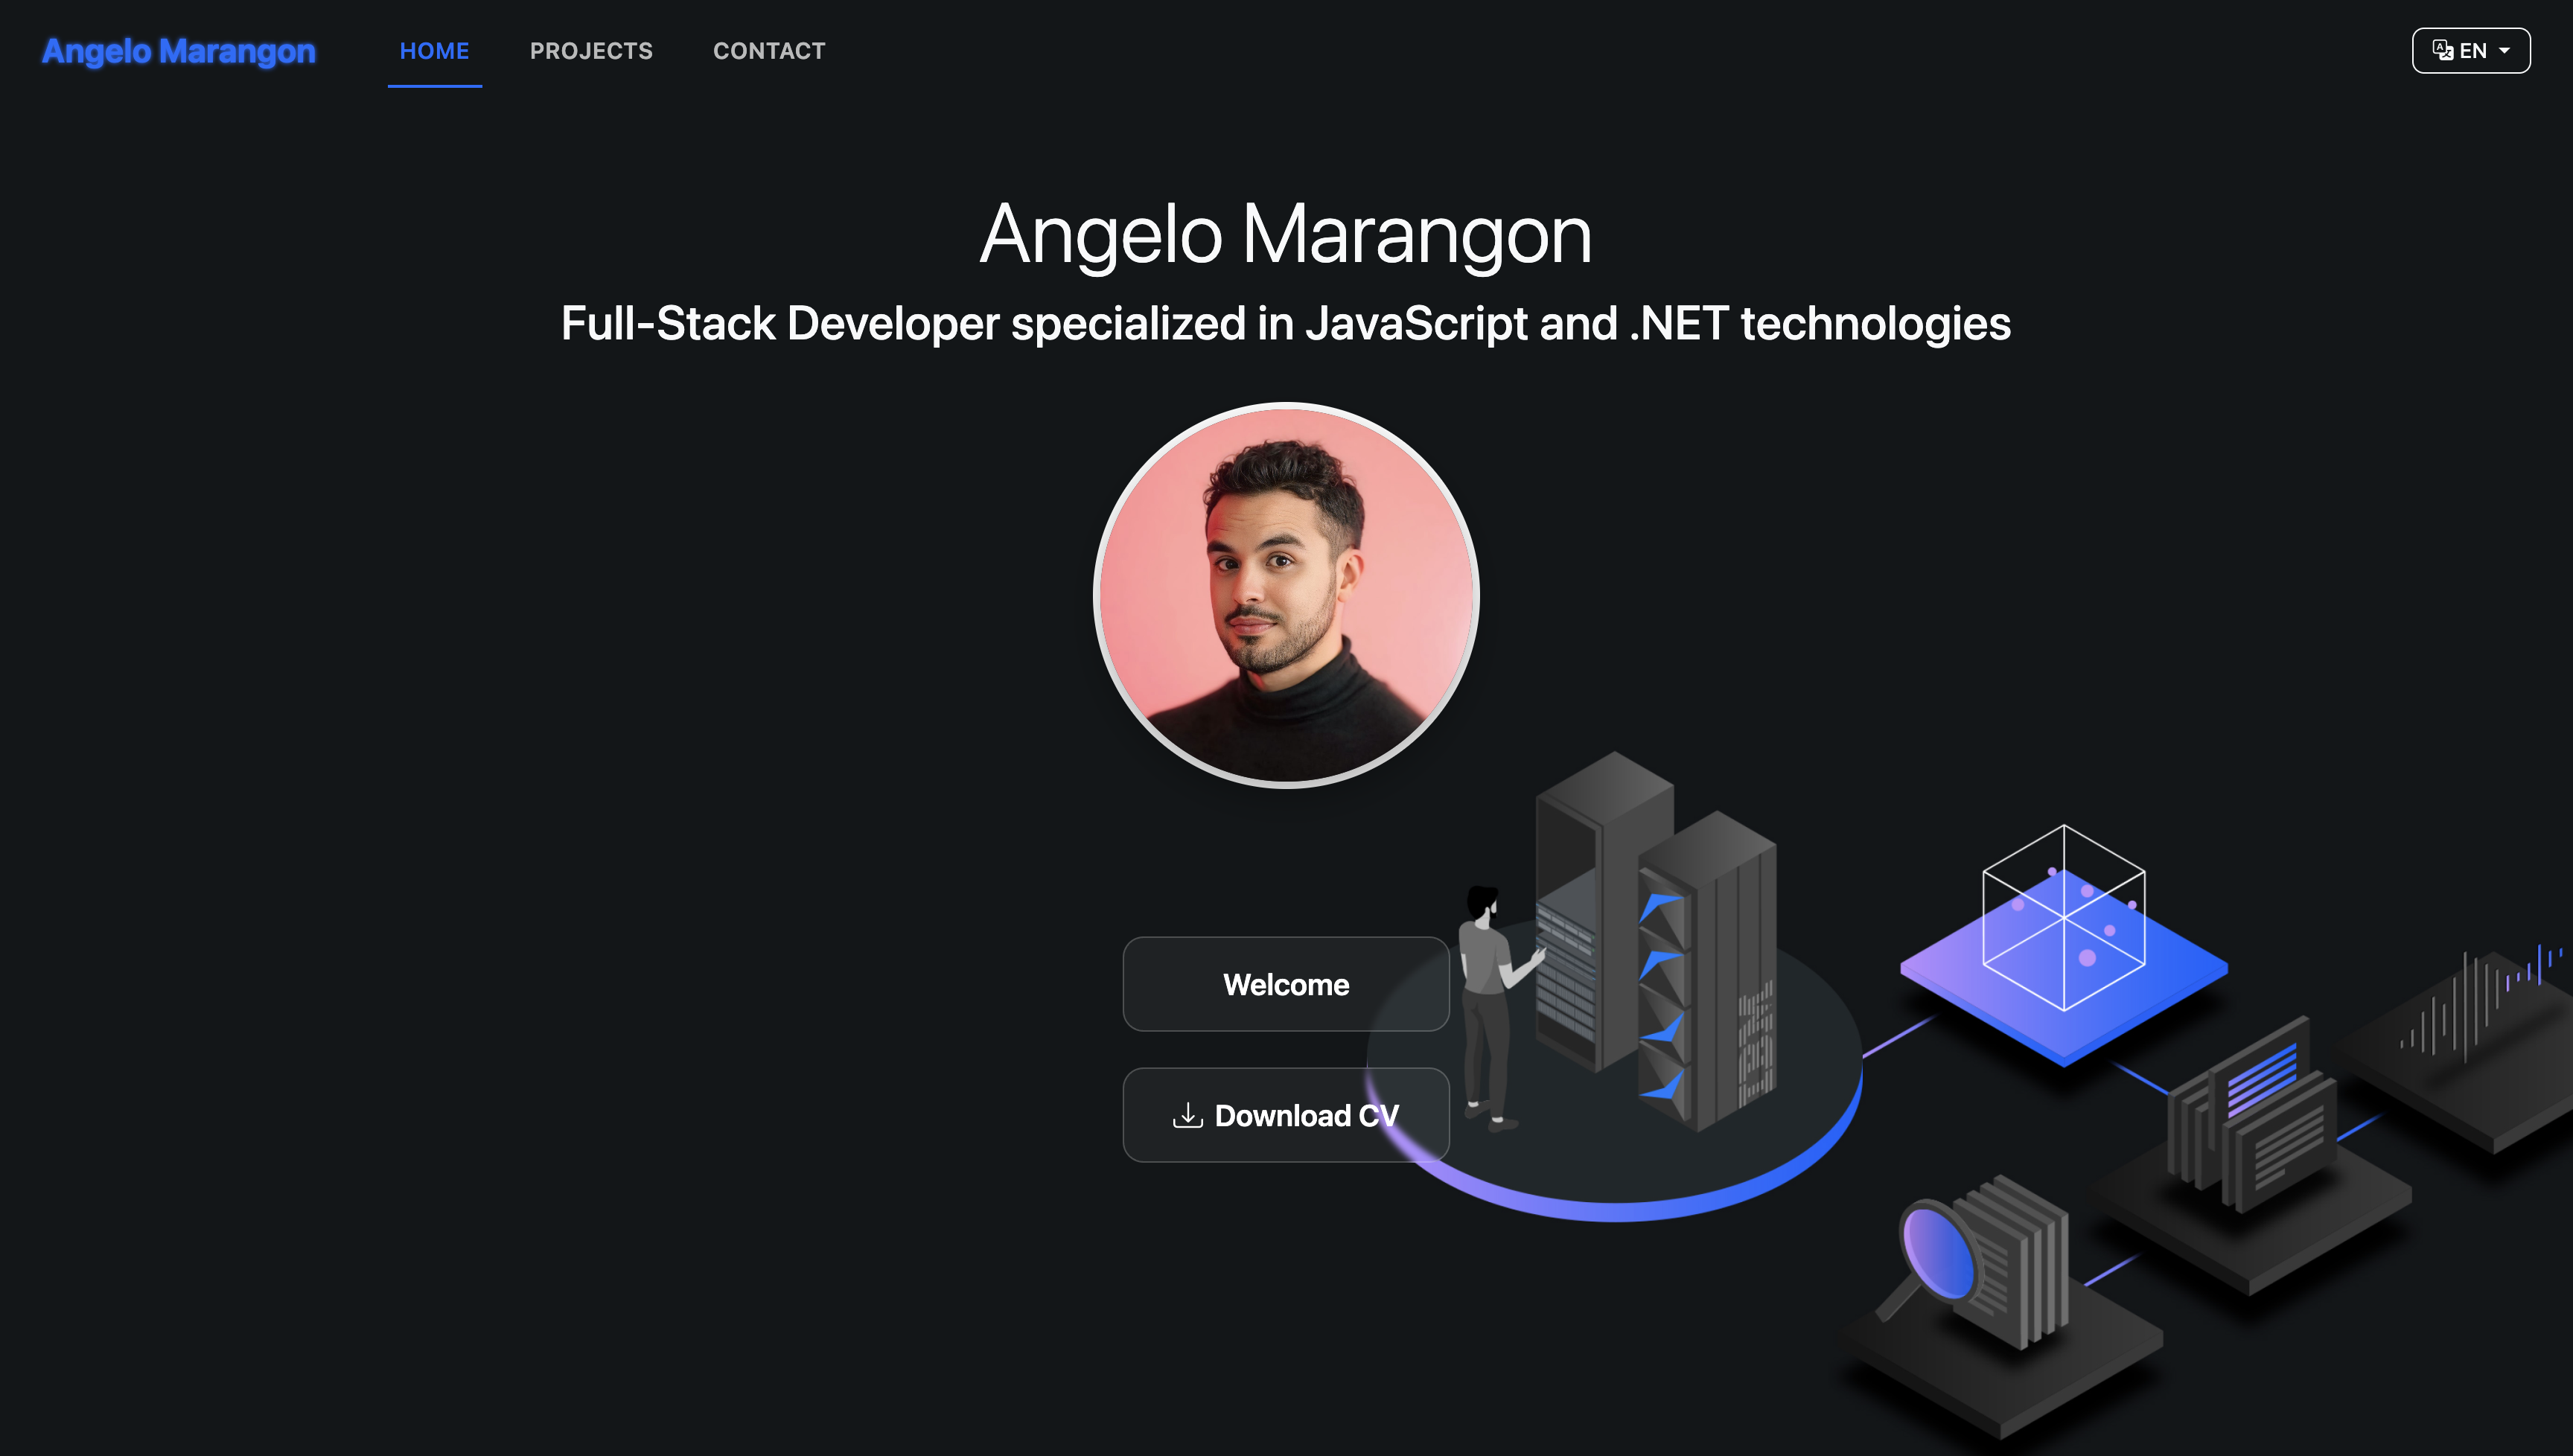 Angelo Marangon
HOME
PROJECTS
CONTACT
EN
Angelo Marangon
Full-Stack Developer specialized in JavaScript and .NET technologies
Welcome
Download CV